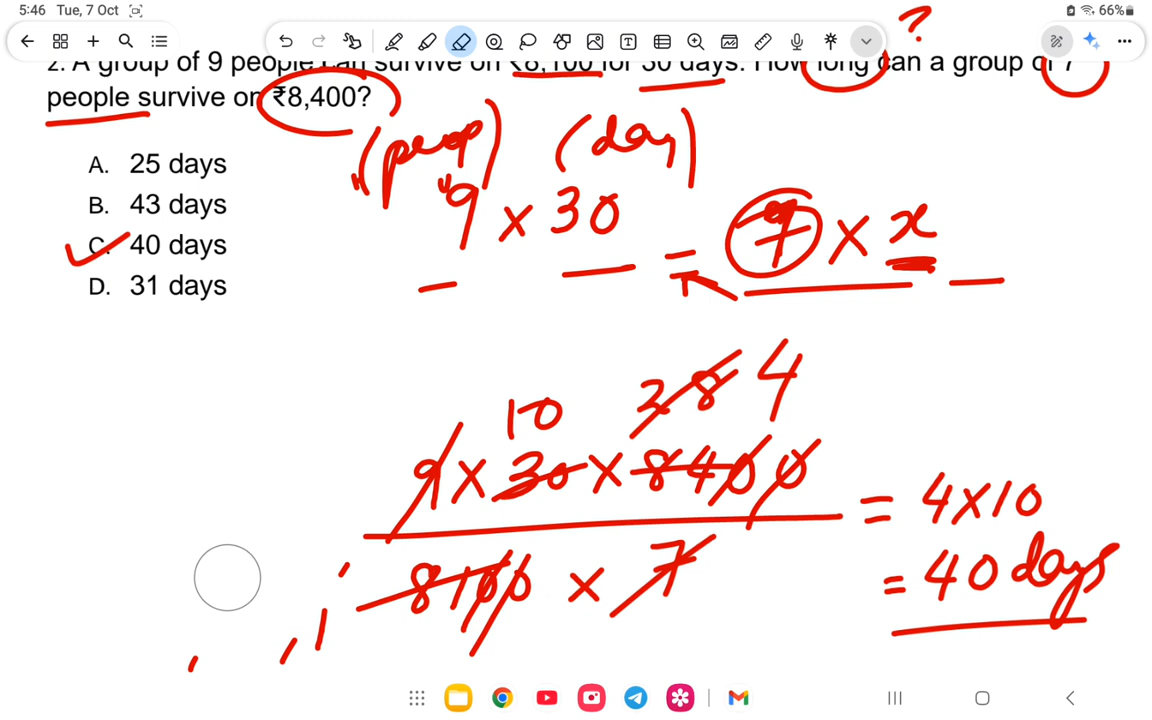 5:46 Tue, 7 Oct 66%
?
2. A group of 9 people can survive on ₹8,100 for 30 days. How long can a group of 7
people survive on ₹8,400?
(peop) (day)
A. 25 days
B. 43 days
C. 40 days
D. 31 days
9 × 30 = 7 × x
10 28 4
9 × 30 × 8400
8100 × 7
= 4×10
= 40 days